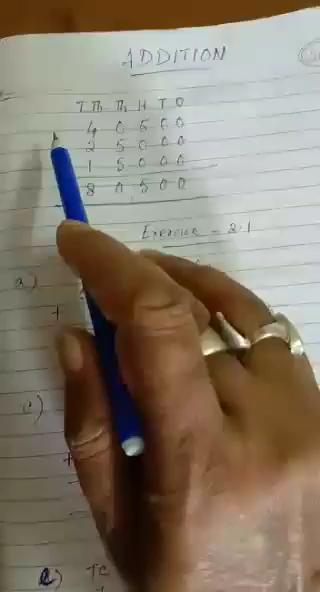 ADDITION
T Th Th H T O
4 0 5 0 0
2 5 0 0 0
1 5 0 0 0
8 0 5 0 0
Exercise - 2.1
a)
+
c)
+
e) TC